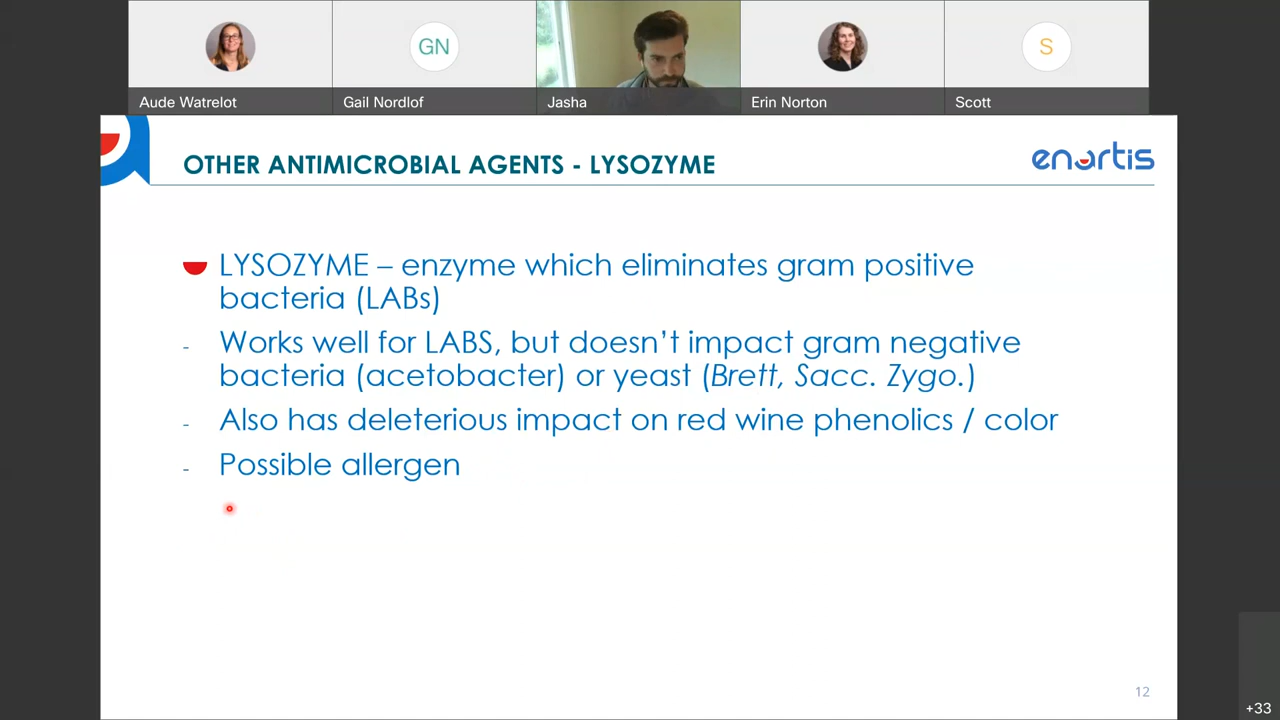 GN
S
Aude Watrelot
Gail Nordlof
Jasha
Erin Norton
Scott
OTHER ANTIMICROBIAL AGENTS - LYSOZYME
enartis
LYSOZYME – enzyme which eliminates gram positive
bacteria (LABs)
- Works well for LABS, but doesn't impact gram negative
bacteria (acetobacter) or yeast (Brett, Sacc. Zygo.)
- Also has deleterious impact on red wine phenolics / color
- Possible allergen
12
+33